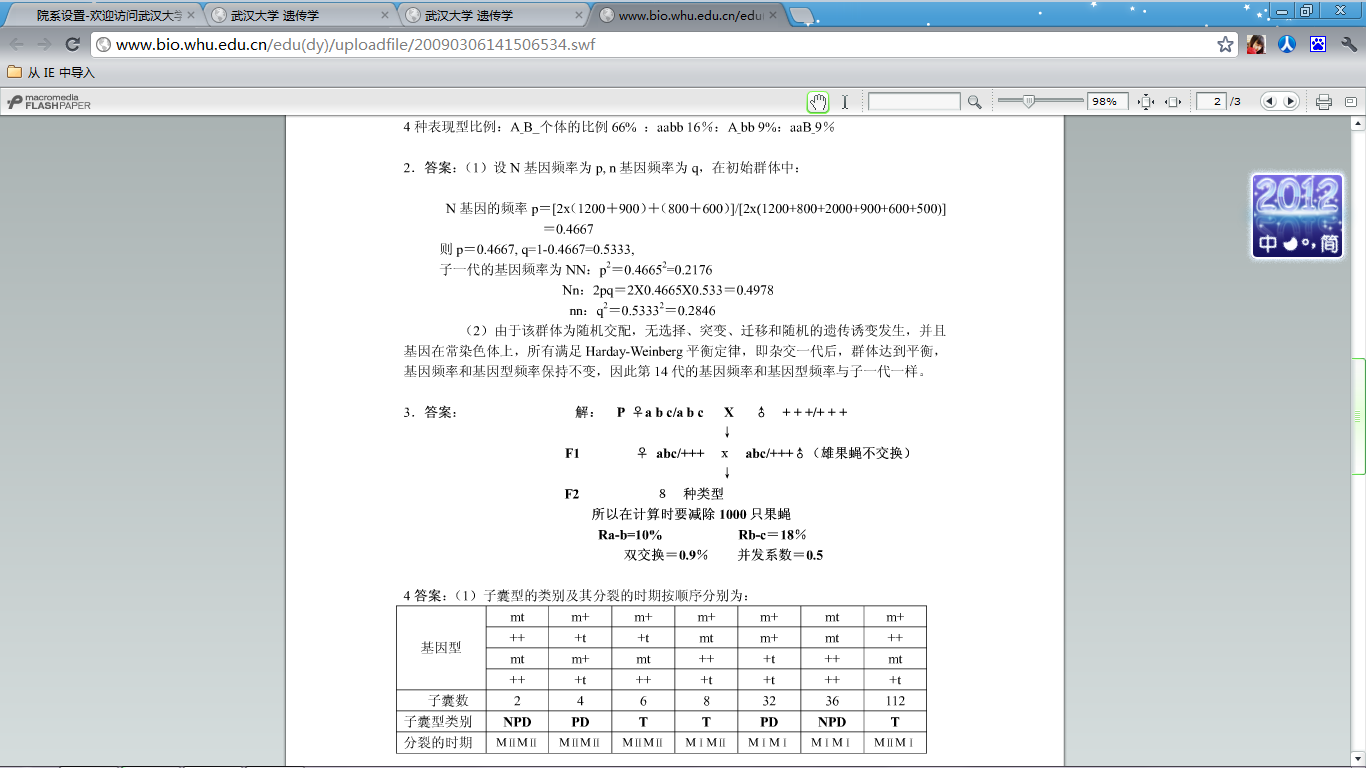 院系设置-欢迎访问武汉大学
武汉大学 遗传学
武汉大学 遗传学
www.bio.whu.edu.cn/edu
www.bio.whu.edu.cn/edu(dy)/uploadfile/20090306141506534.swf
从 IE 中导入
macromedia
FLASHPAPER
98%
2 /3
4 种表现型比例：A_B_个体的比例 66% ：aabb 16%；A_bb 9%；aaB_9%
2．答案：（1）设 N 基因频率为 p, n 基因频率为 q，在初始群体中：
N 基因的频率 p＝[2x（1200＋900）＋（800＋600）]/[2x(1200+800+2000+900+600+500)]
＝0.4667
则 p＝0.4667, q=1-0.4667=0.5333,
子一代的基因频率为 NN：p²＝0.4665²=0.2176
Nn：2pq＝2X0.4665X0.533＝0.4978
nn：q²＝0.5333²＝0.2846
（2）由于该群体为随机交配，无选择、突变、迁移和随机的遗传诱变发生，并且
基因在常染色体上，所有满足 Harday-Weinberg 平衡定律，即杂交一代后，群体达到平衡，
基因频率和基因型频率保持不变，因此第 14 代的基因频率和基因型频率与子一代一样。
3．答案： 解： P ♀a b c/a b c X ♂ + + +/+ + +
↓
F1 ♀ abc/+++ x abc/+++♂（雄果蝇不交换）
↓
F2 8 种类型
所以在计算时要减除 1000 只果蝇
Ra-b=10% Rb-c＝18%
双交换＝0.9% 并发系数＝0.5
4 答案：（1）子囊型的类别及其分裂的时期按顺序分别为：
基因型 mt m+ m+ m+ m+ mt m+
++ +t +t mt m+ mt ++
mt m+ mt ++ +t ++ mt
++ +t ++ +t +t ++ +t
子囊数 2 4 6 8 32 36 112
子囊型类别 NPD PD T T PD NPD T
分裂的时期 MⅡMⅡ MⅡMⅡ MⅡMⅡ MⅠMⅡ MⅠMⅠ MⅠMⅠ MⅡMⅠ
2012
中 简